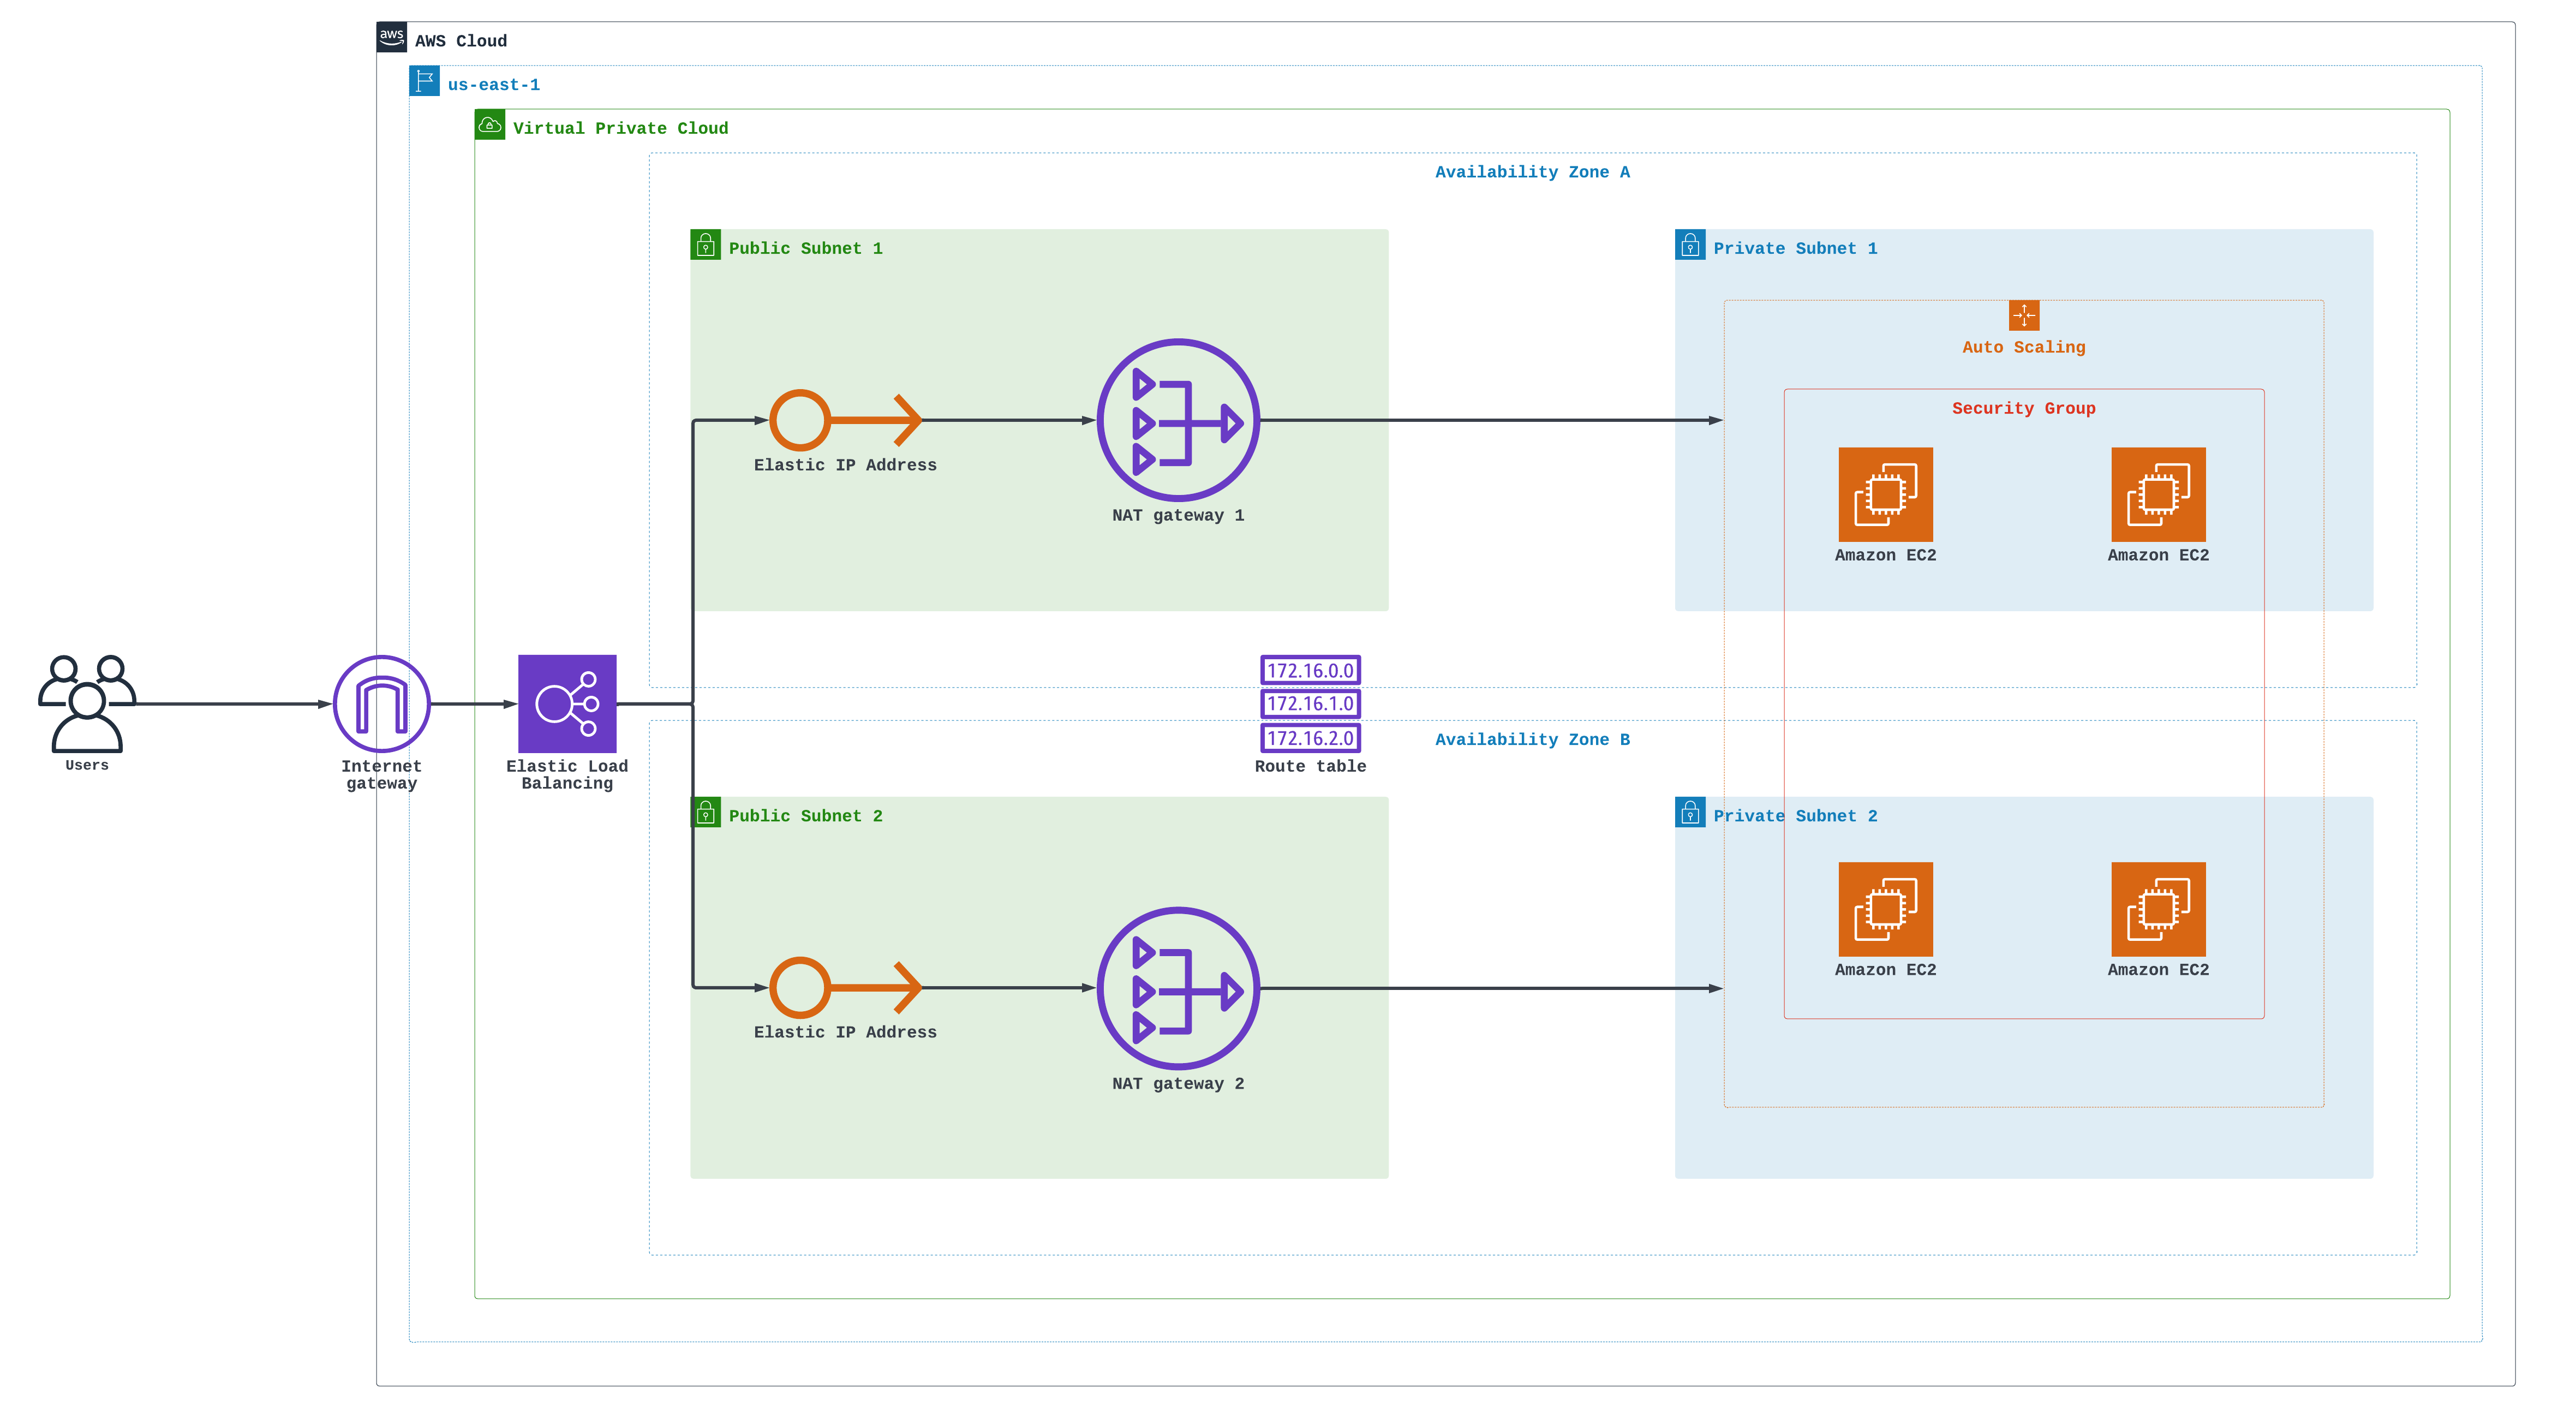 aws
AWS Cloud
us-east-1
Virtual Private Cloud
Availability Zone A
Public Subnet 1
Private Subnet 1
Auto Scaling
Security Group
Elastic IP Address
NAT gateway 1
Amazon EC2
Amazon EC2
Users
Internet
gateway
Elastic Load
Balancing
172.16.0.0
172.16.1.0
172.16.2.0
Route table
Availability Zone B
Public Subnet 2
Private Subnet 2
Elastic IP Address
NAT gateway 2
Amazon EC2
Amazon EC2